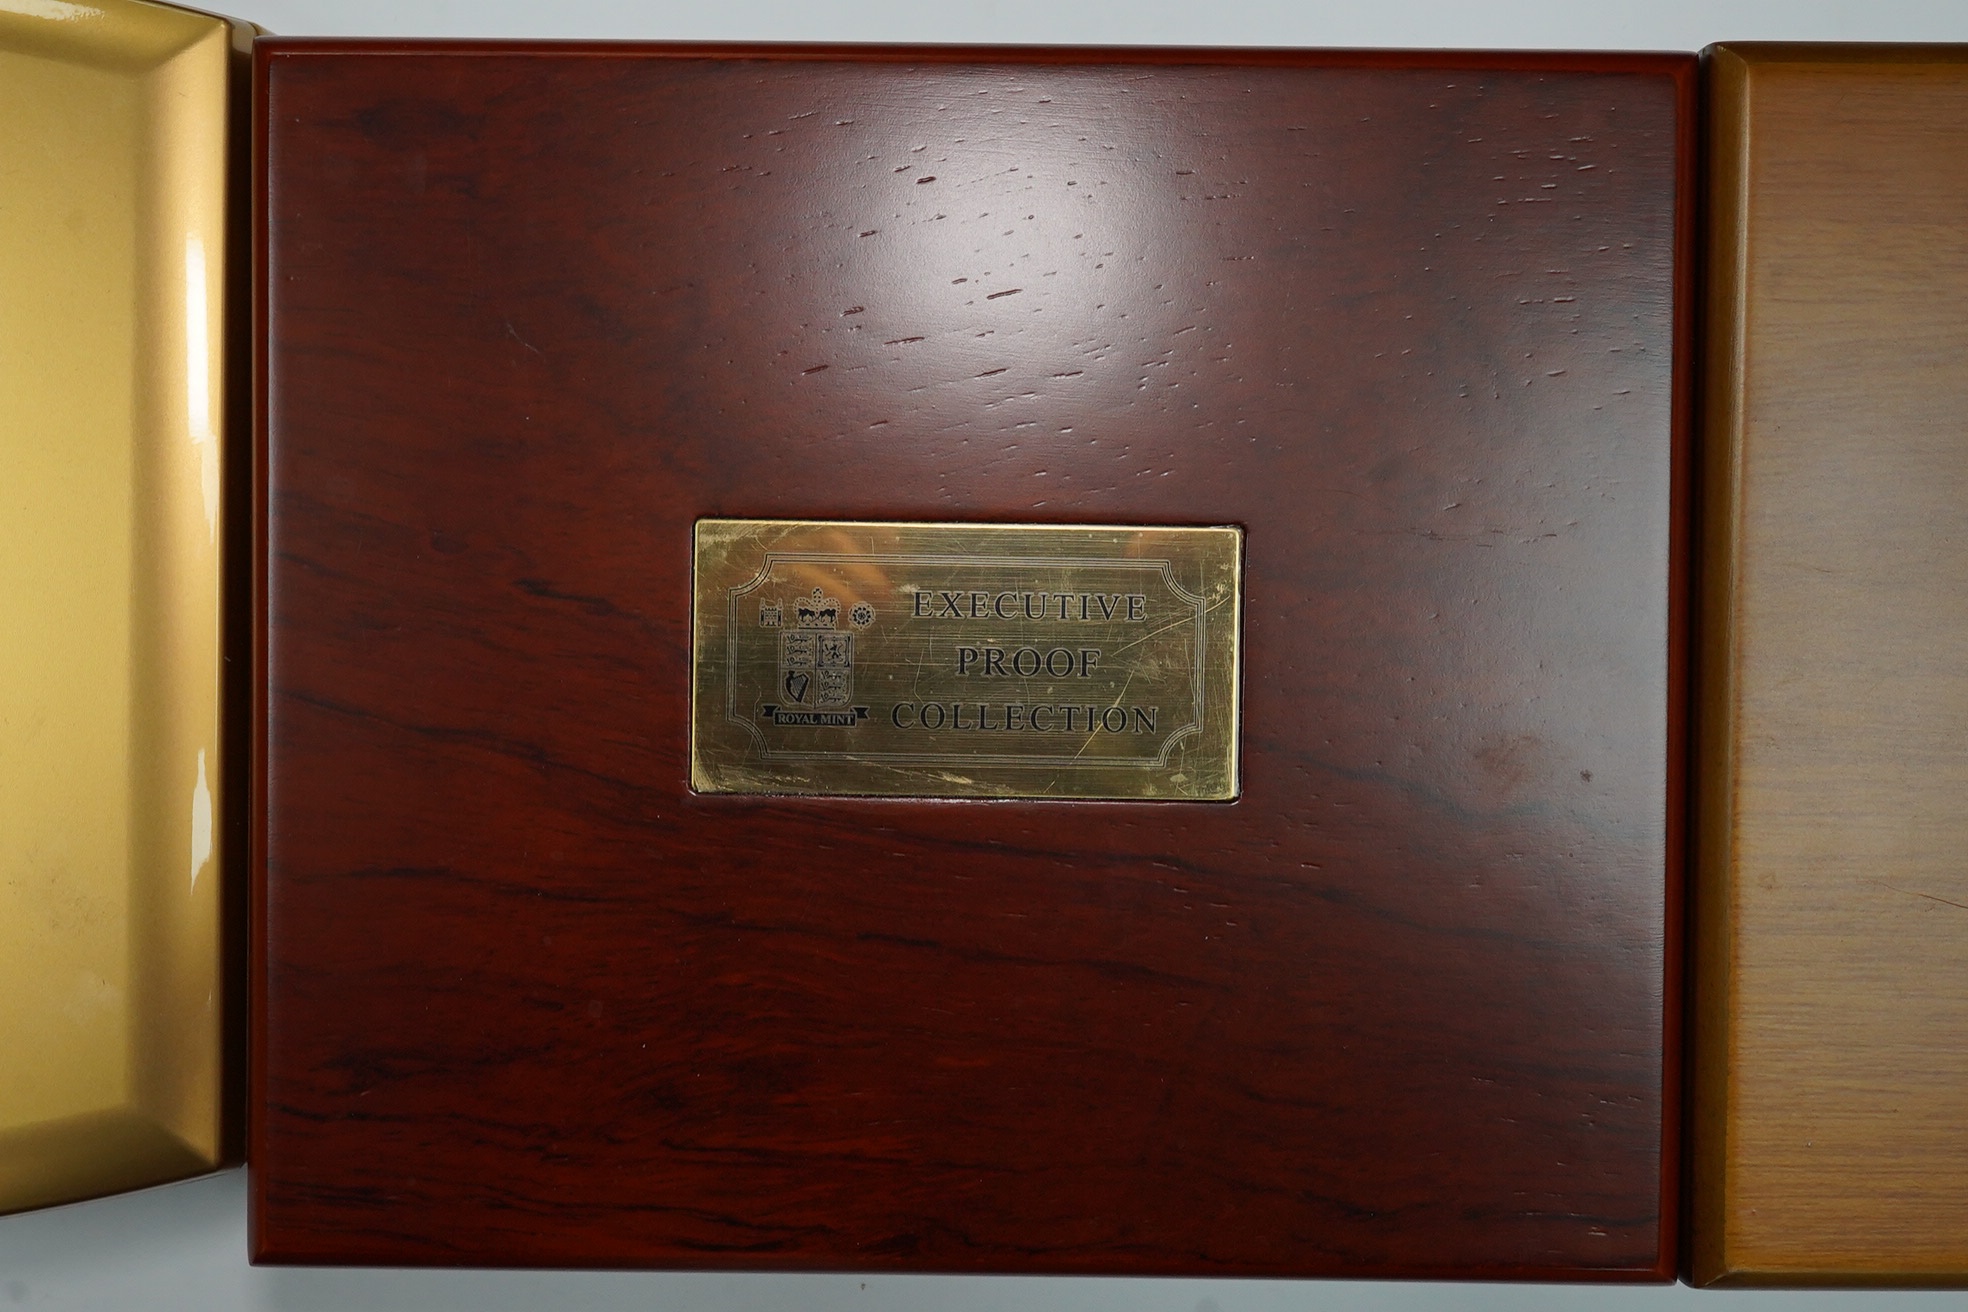 EXECUTIVE
PROOF
COLLECTION
ROYAL MINT